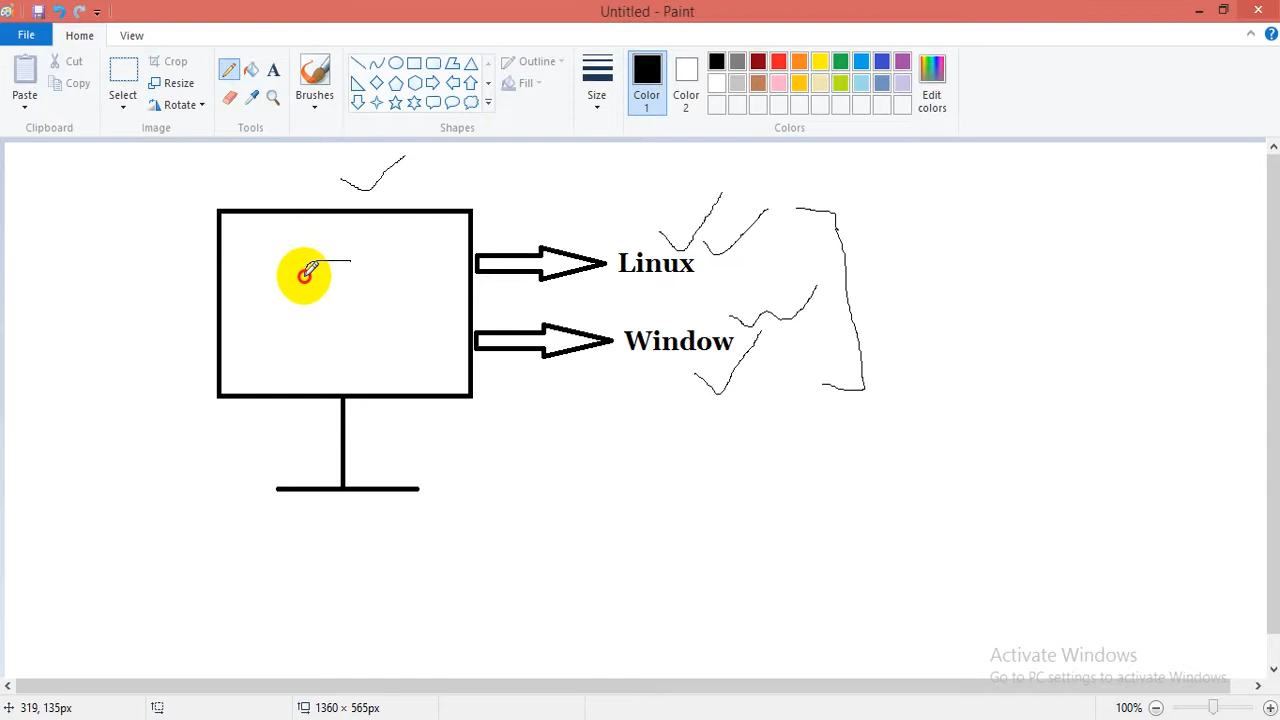 Untitled - Paint
File
Home
View
Paste
Cut
Copy
Clipboard
Select
Crop
Resize
Rotate
Image
Tools
Brushes
Outline
Fill
Shapes
Size
Color 1
Color 2
Edit colors
Colors
Linux
Window
Activate Windows
Go to PC settings to activate Windows.
319, 135px
1360 × 565px
100%